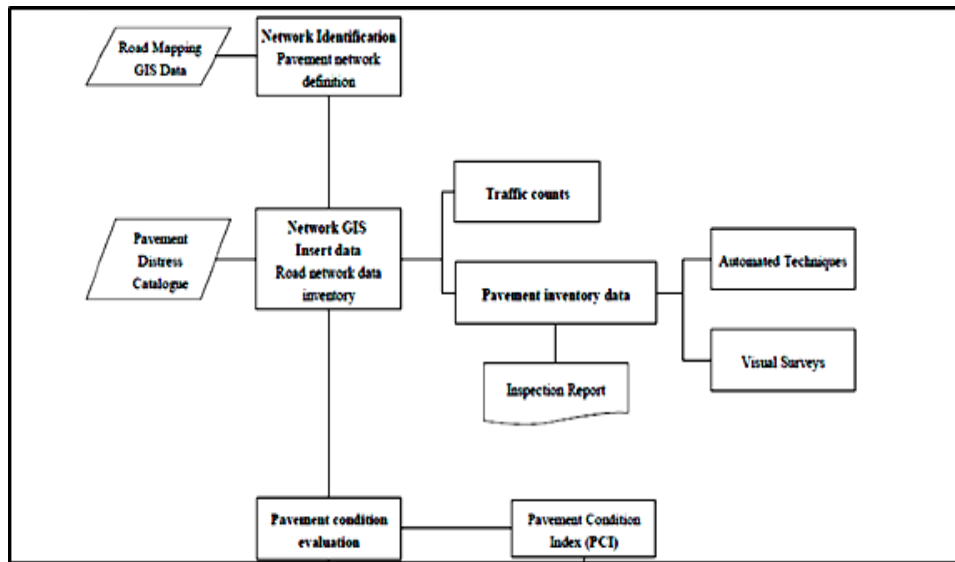 Road Mapping
GIS Data
Network Identification
Pavement network
definition
Traffic counts
Pavement
Distress
Catalogue
Network GIS
Insert data
Road network data
inventory
Pavement inventory data
Automated Techniques
Visual Surveys
Inspection Report
Pavement condition
evaluation
Pavement Condition
Index (PCI)